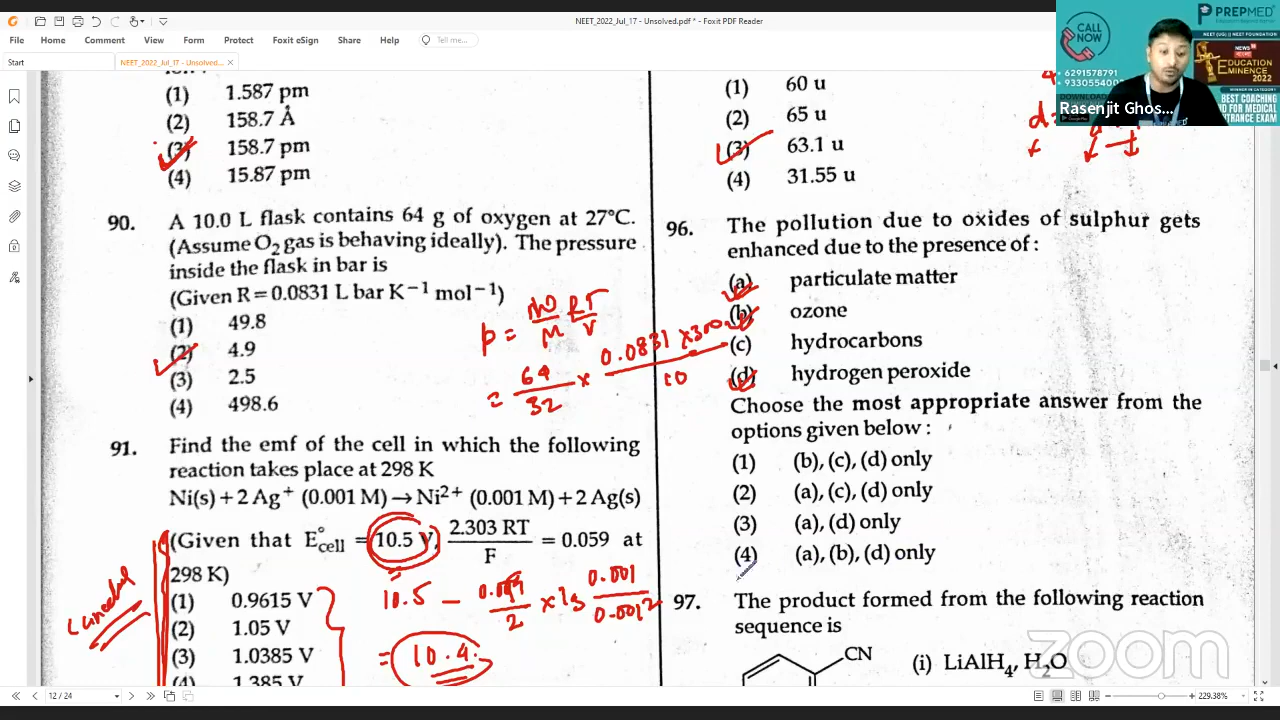 NEET_2022_Jul_17 - Unsolved.pdf * - Foxit PDF Reader
File Home Comment View Form Protect Foxit eSign Share Help Tell me...
Start NEET_2022_Jul_17 - Unsolved... ×
CALL NOW
6291578791
PREPMED
NEET (UG) | NEET FOUNDATION
NEWS
EDUCATION EMINENCE 2022
WINNER IN CATEGORY
BEST COACHING
FOR MEDICAL
Rasenjit Ghos...
(1) 1.587 pm
(2) 158.7 Å
(3) 158.7 pm
(4) 15.87 pm
90. A 10.0 L flask contains 64 g of oxygen at 27°C.
(Assume O₂ gas is behaving ideally). The pressure
inside the flask in bar is
(Given R = 0.0831 L bar K⁻¹ mol⁻¹)
(1) 49.8
(2) 4.9
(3) 2.5
(4) 498.6
p = RT
M V
= 64 × 0.0831 × 300
32 10
91. Find the emf of the cell in which the following
reaction takes place at 298 K
Ni(s) + 2 Ag⁺ (0.001 M) → Ni²⁺ (0.001 M) + 2 Ag(s)
(Given that E°cell = 10.5 V, 2.303 RT/F = 0.059 at
298 K)
(1) 0.9615 V
(2) 1.05 V
(3) 1.0385 V
(4) 1.385 V
10.5 - 2 × 0.001
0.001²
= 10.4
(1) 60 u
(2) 65 u
(3) 63.1 u
(4) 31.55 u
d =
96. The pollution due to oxides of sulphur gets
enhanced due to the presence of :
(a) particulate matter
(b) ozone
(c) hydrocarbons
(d) hydrogen peroxide
Choose the most appropriate answer from the
options given below :
(1) (b), (c), (d) only
(2) (a), (c), (d) only
(3) (a), (d) only
(4) (a), (b), (d) only
97. The product formed from the following reaction
sequence is
CN (i) LiAlH₄, H₂O
zoom
12 / 24
229.38%